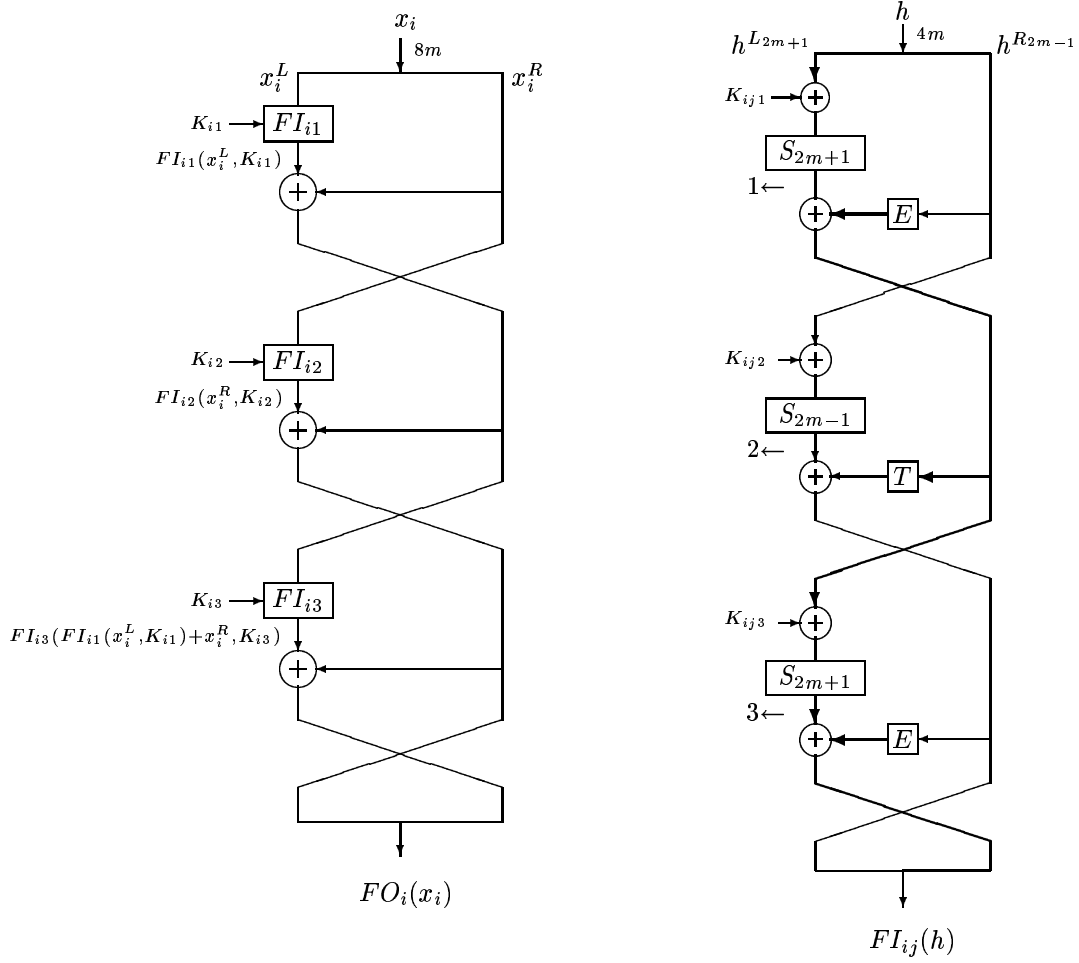 x_i
8m
x_i^L
x_i^R
K_{i1}
FI_{i1}
FI_{i1}(x_i^L, K_{i1})
+
K_{i2}
FI_{i2}
FI_{i2}(x_i^R, K_{i2})
+
K_{i3}
FI_{i3}
FI_{i3}(FI_{i1}(x_i^L, K_{i1})+x_i^R, K_{i3})
+
FO_i(x_i)
h
4m
h^{L_{2m+1}}
h^{R_{2m-1}}
K_{ij1}
+
S_{2m+1}
1←
+
E
K_{ij2}
+
S_{2m-1}
2←
+
T
K_{ij3}
+
S_{2m+1}
3←
+
E
FI_{ij}(h)